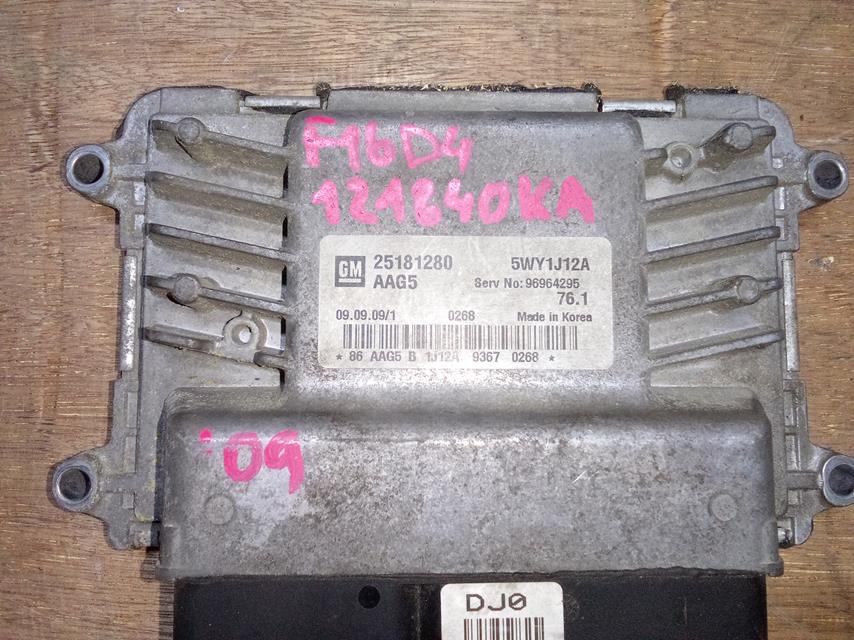 F16D4
121840KA
GM 25181280 5WY1J12A
AAG5 Serv No: 96964295
76.1
09.09.09/1 0268 Made in Korea
* 86 AAG5 B 1J12A 9367 0268 *
'09
DJ0